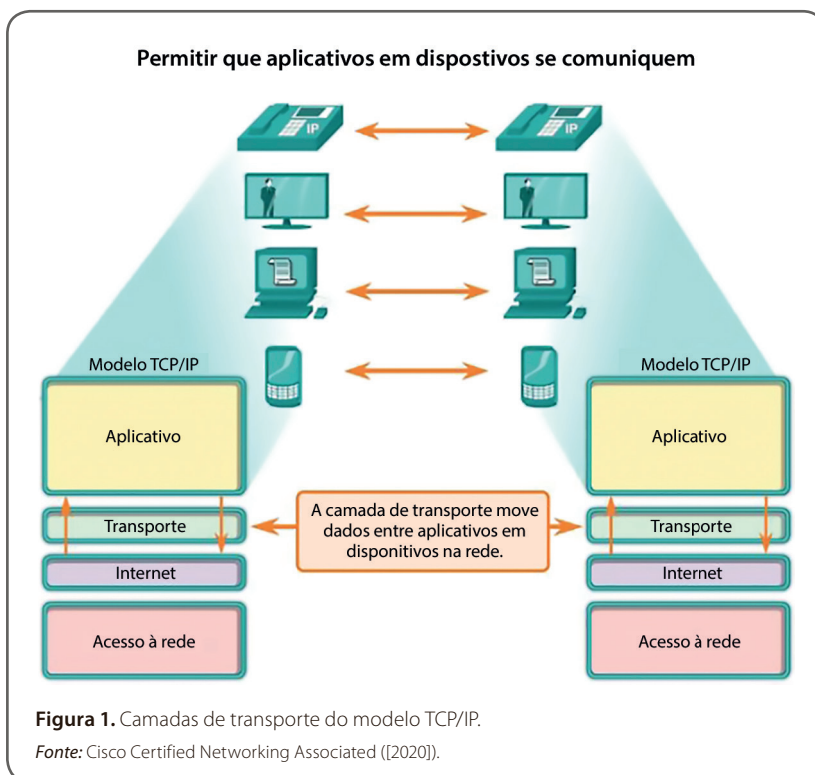 Permitir que aplicativos em dispostivos se comuniquem
IP
IP
Modelo TCP/IP
Modelo TCP/IP
Aplicativo
Aplicativo
A camada de transporte move
dados entre aplicativos em
disponitivos na rede.
Transporte
Transporte
Internet
Internet
Acesso à rede
Acesso à rede
Figura 1. Camadas de transporte do modelo TCP/IP.
Fonte: Cisco Certified Networking Associated ([2020]).